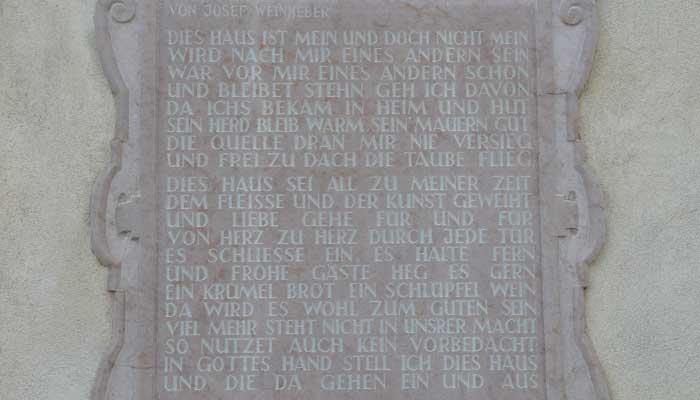 VON JOSEF WEINHEBER
DIES HAUS IST MEIN UND DOCH NICHT MEIN
WIRD NACH MIR EINES ANDERN SEIN
WAR VOR MIR EINES ANDERN SCHON
UND BLEIBET STEHN GEH ICH DAVON
DA ICHS BEKAM IN HEIM UND HUT
SEIN HERD BLEIB WARM SEIN MAUERN GUT
DIE QUELLE DRAN MIR NIE VERSIEG
UND FREI ZU DACH DIE TAUBE FLIEG
DIES HAUS SEI ALL ZU MEINER ZEIT
DEM FLEISSE UND DER KUNST GEWEIHT
UND LIEBE GEHE FÜR UND FÜR
VON HERZ ZU HERZ DURCH JEDE TÜR
ES SCHLIESSE EIN ES HALTE FERN
UND FROHE GÄSTE HEG ES GERN
EIN KRÜMEL BROT EIN SCHLÜPFEL WEIN
DA WIRD ES WOHL ZUM GUTEN SEIN
VIEL MEHR STEHT NICHT IN UNSRER MACHT
SO NUTZET AUCH KEIN VORBEDACHT
IN GOTTES HAND STELL ICH DIES HAUS
UND DIE DA GEHEN EIN UND AUS